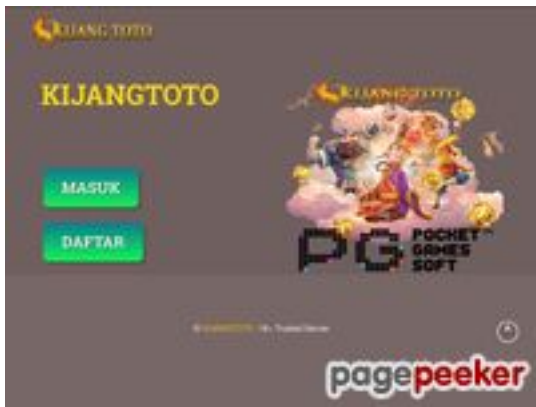 KIJANG TOTO
KIJANGTOTO
KIJANGTOTO
MASUK
DAFTAR
PG POCKET
GAMES
SOFT
pagepeeker